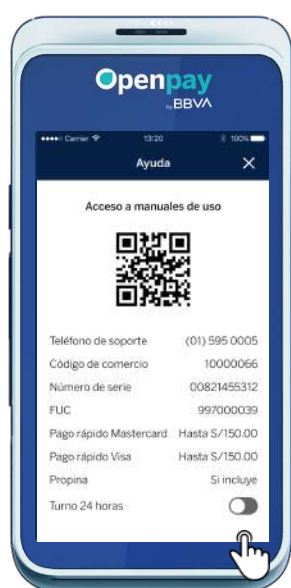 Openpay
by BBVA
Carrier 13:20 100%
Ayuda
Acceso a manuales de uso
Teléfono de soporte (01) 595 0005
Código de comercio 10000066
Número de serie 00821455312
FUC 997000039
Pago rápido Mastercard Hasta S/150.00
Pago rápido Visa Hasta S/150.00
Propina Si incluye
Turno 24 horas